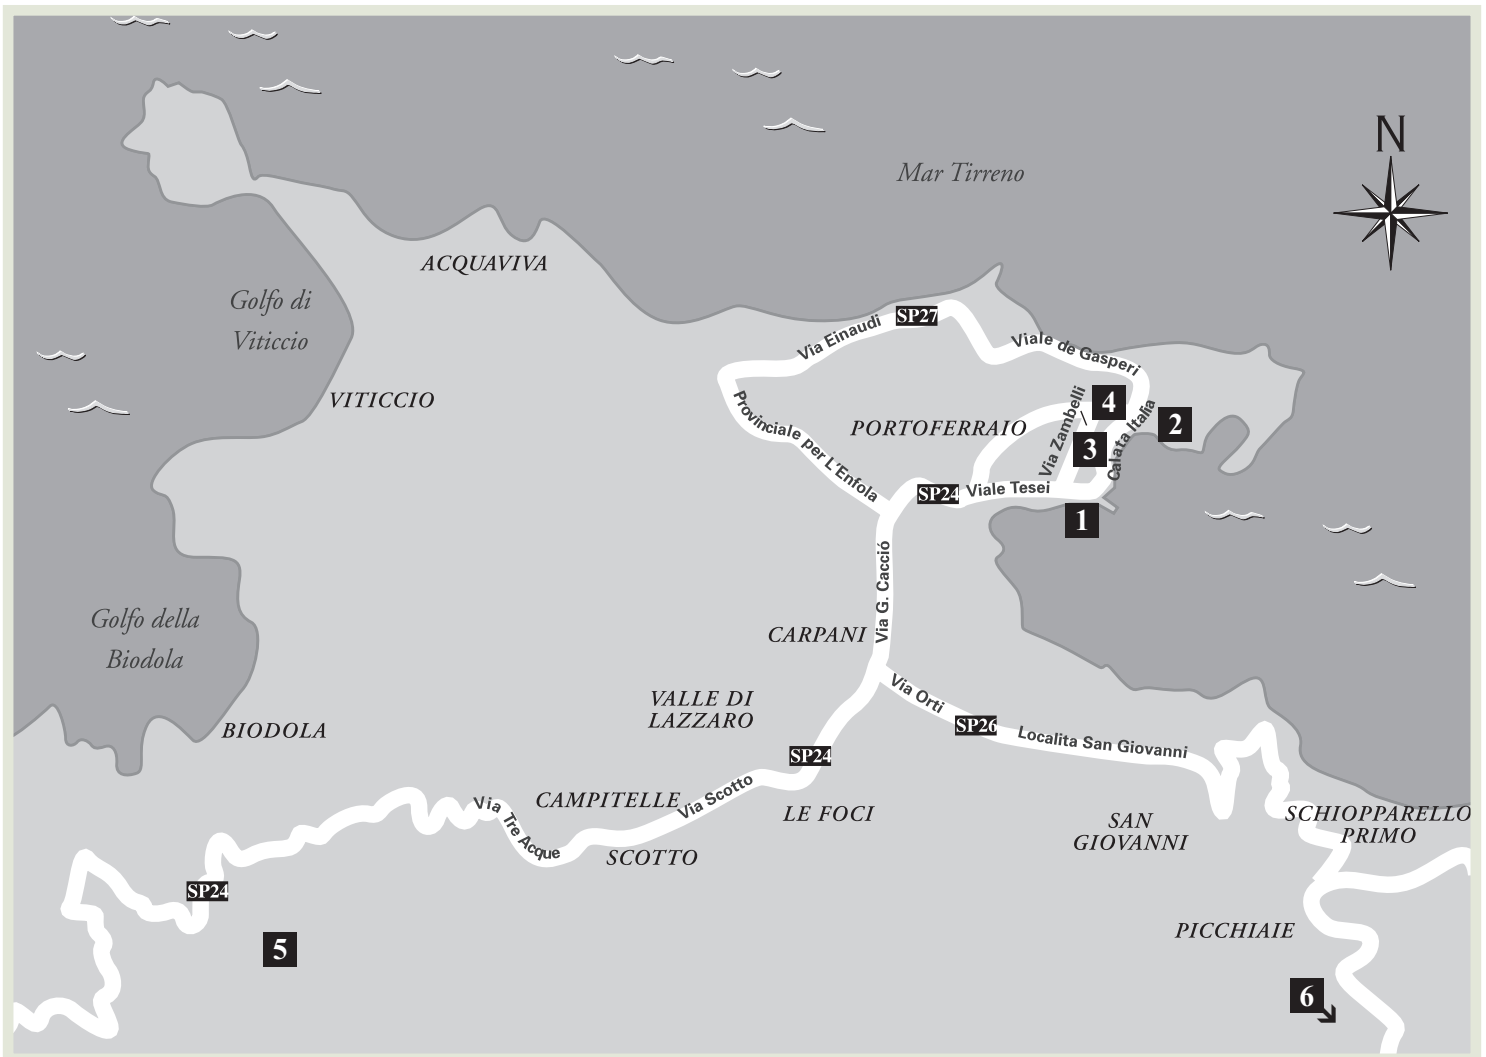 N
Mar Tirreno
ACQUAVIVA
Golfo di
Viticcio
SP27
Via Einaudi
Viale de Gasperi
VITICCIO
Provinciale per L'Enfola
PORTOFERRAIO
Via Zambelli
4
Calata Italia
2
3
SP24
Viale Tesei
1
Via G. Cacció
Golfo della
Biodola
CARPANI
VALLE DI
LAZZARO
Via Orti
SP26
Localita San Giovanni
BIODOLA
SP24
Via Tre Acque
CAMPITELLE
Via Scotto
LE FOCI
SCOTTO
SAN
GIOVANNI
SCHIOPPARELLO
PRIMO
SP24
5
PICCHIAIE
6